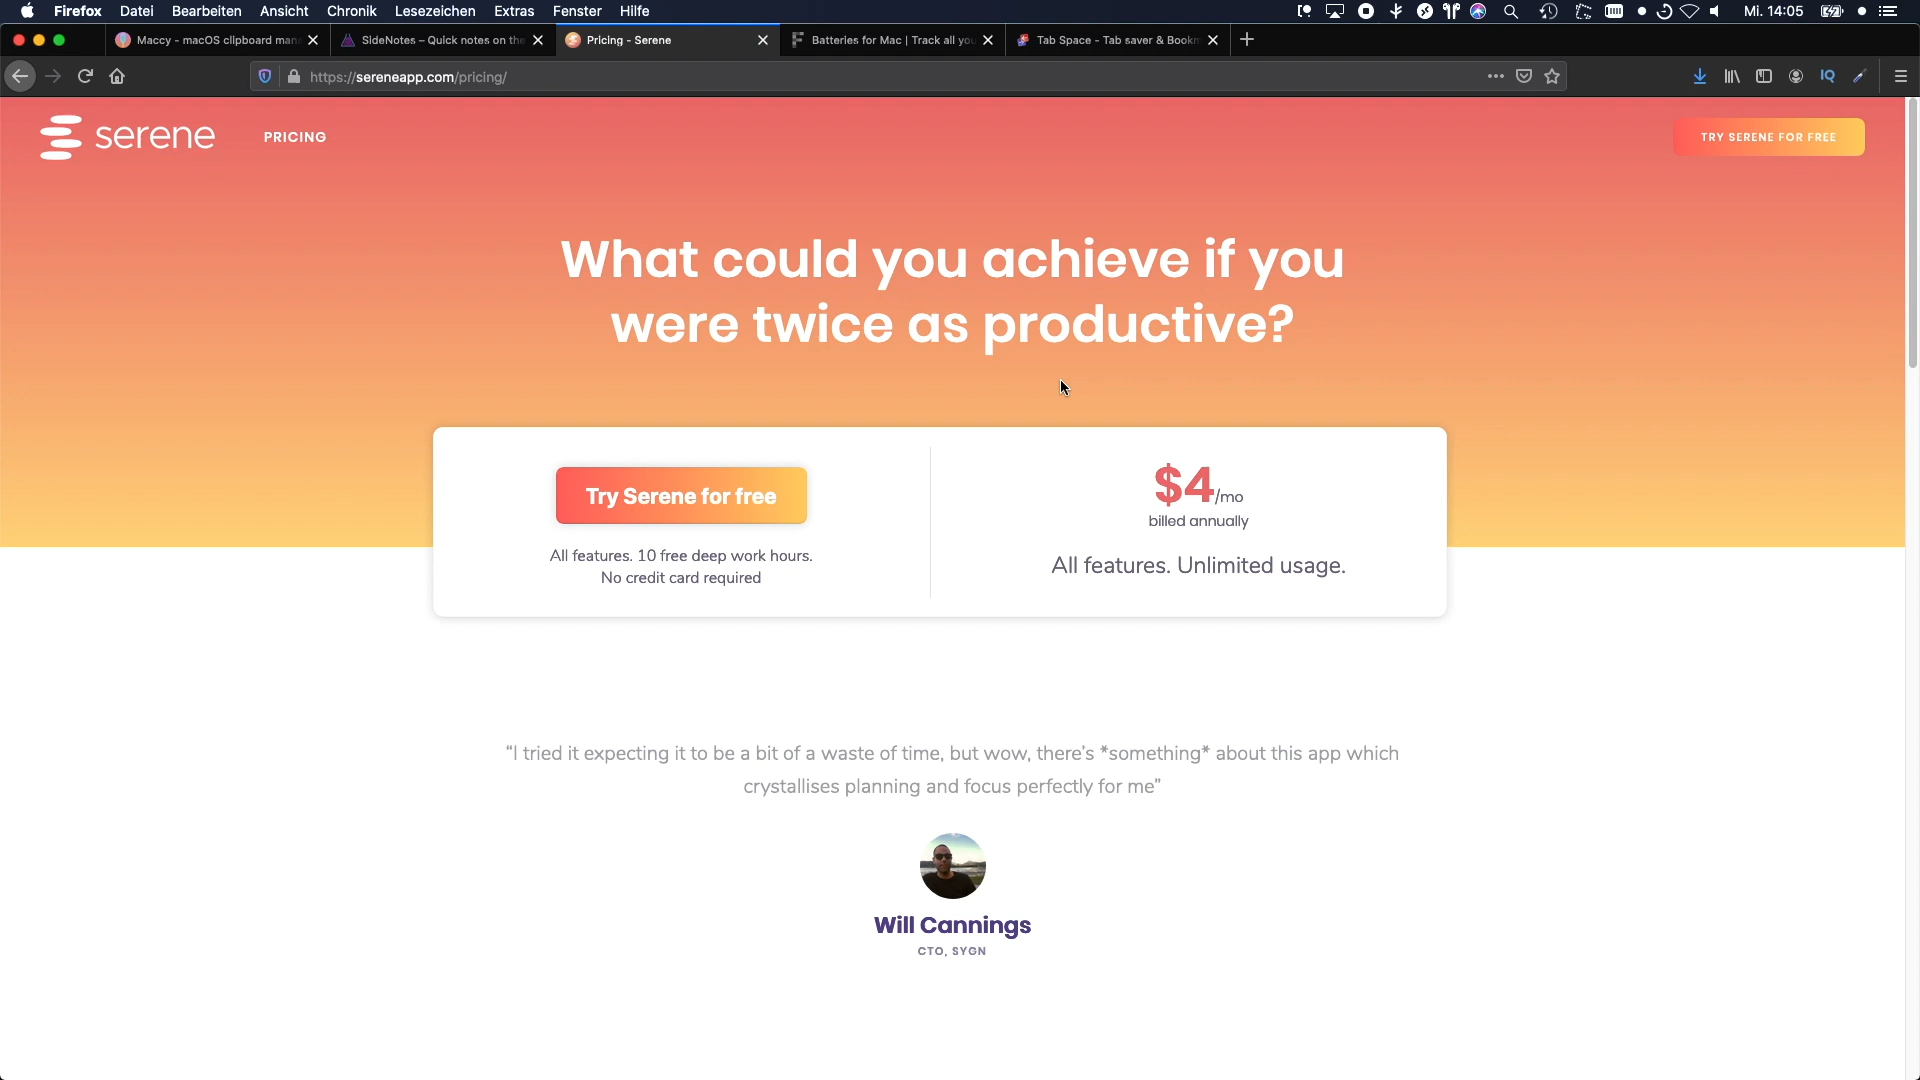 Firefox Datei Bearbeiten Ansicht Chronik Lesezeichen Extras Fenster Hilfe Mi. 14:05
Maccy - macOS clipboard man
SideNotes – Quick notes on the
Pricing - Serene
Batteries for Mac | Track all you
Tab Space - Tab saver & Bookm
https://sereneapp.com/pricing/
IQ
serene
PRICING
TRY SERENE FOR FREE
What could you achieve if you
were twice as productive?
Try Serene for free
All features. 10 free deep work hours.
No credit card required
$4/mo
billed annually
All features. Unlimited usage.
“I tried it expecting it to be a bit of a waste of time, but wow, there’s *something* about this app which
crystallises planning and focus perfectly for me”
Will Cannings
CTO, SYGN